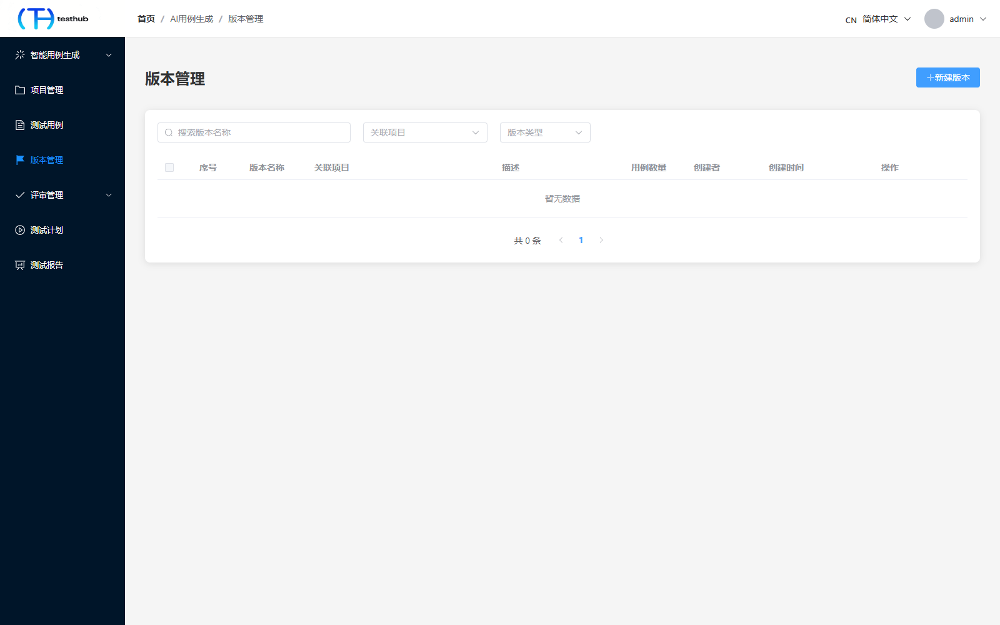 testhub
首页 / AI用例生成 / 版本管理
CN 简体中文
admin
智能用例生成
项目管理
测试用例
版本管理
评审管理
测试计划
测试报告
版本管理
新建版本
搜索版本名称 关联项目 版本类型
序号 版本名称 关联项目 描述 用例数量 创建者 创建时间 操作
暂无数据
共 0 条 1